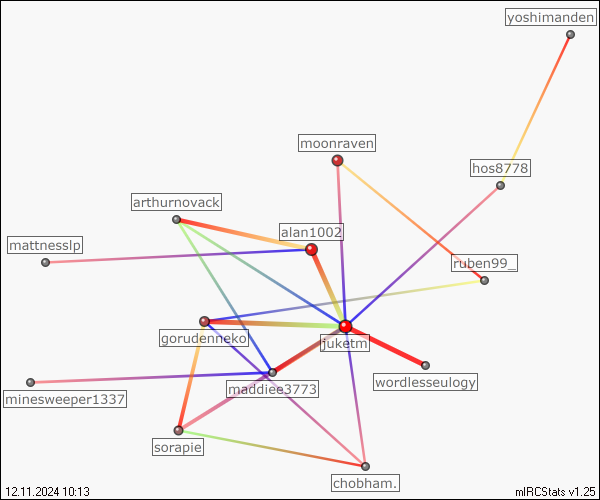 yoshimanden
moonraven
hos8778
arthurnovack
alan1002
mattnesslp
ruben99_
gorudenneko
juketm
maddiee3773
wordlesseulogy
minesweeper1337
sorapie
chobham.
12.11.2024 10:13
mIRCStats v1.25